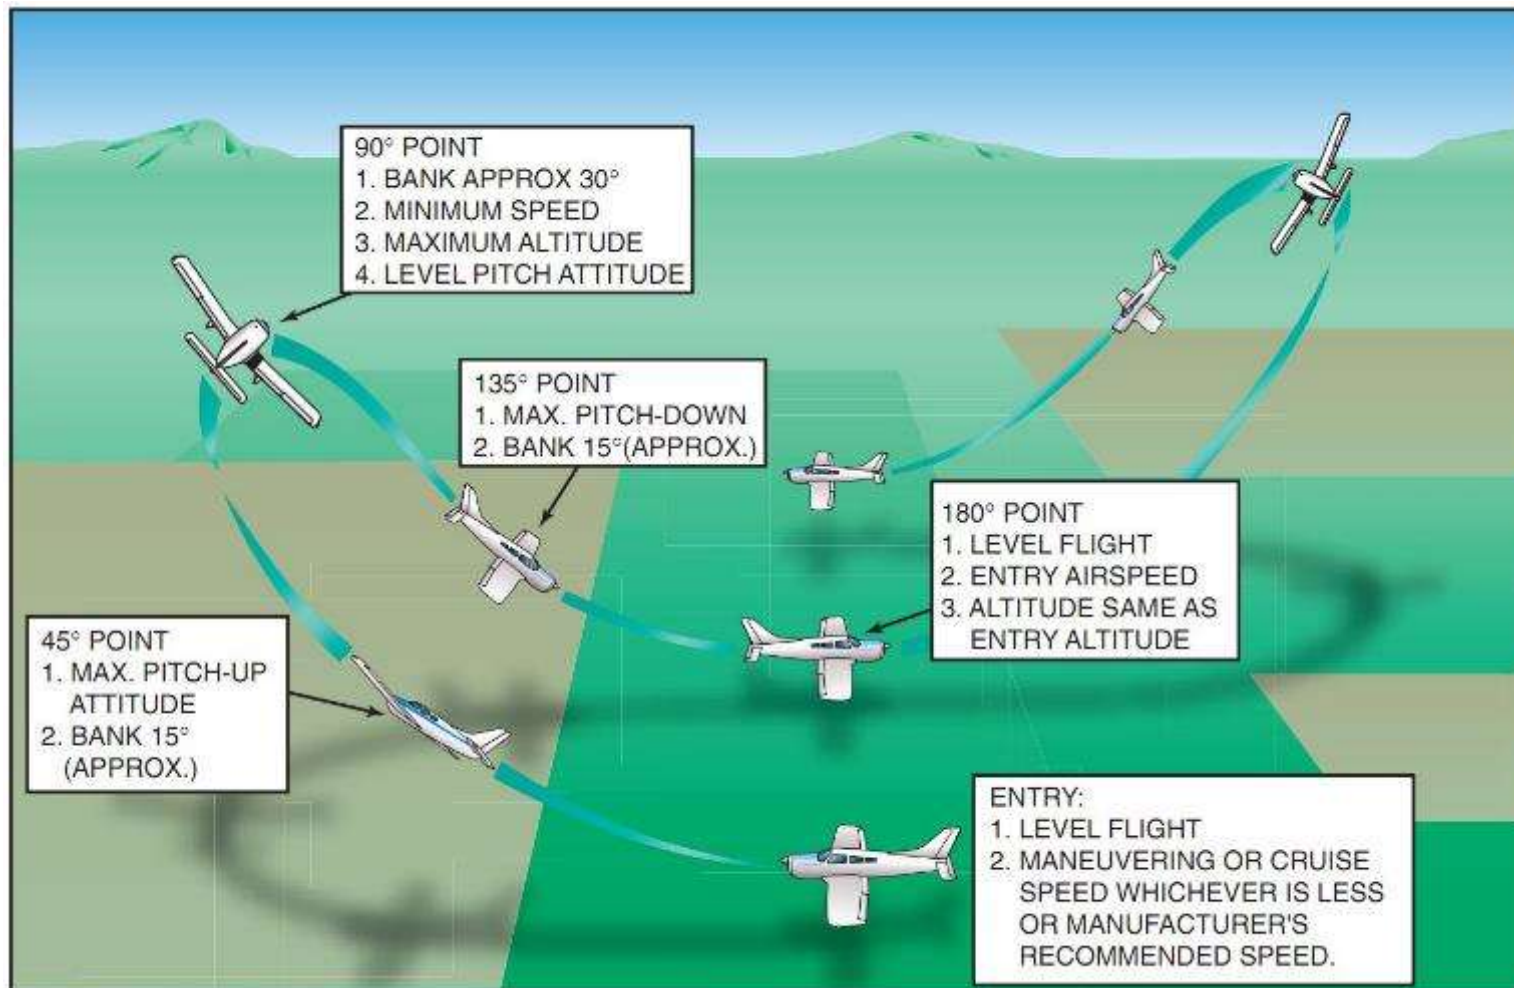 90° POINT
1. BANK APPROX 30°
2. MINIMUM SPEED
3. MAXIMUM ALTITUDE
4. LEVEL PITCH ATTITUDE
135° POINT
1. MAX. PITCH-DOWN
2. BANK 15°(APPROX.)
180° POINT
1. LEVEL FLIGHT
2. ENTRY AIRSPEED
3. ALTITUDE SAME AS
ENTRY ALTITUDE
45° POINT
1. MAX. PITCH-UP
ATTITUDE
2. BANK 15°
(APPROX.)
ENTRY:
1. LEVEL FLIGHT
2. MANEUVERING OR CRUISE
SPEED WHICHEVER IS LESS
OR MANUFACTURER'S
RECOMMENDED SPEED.